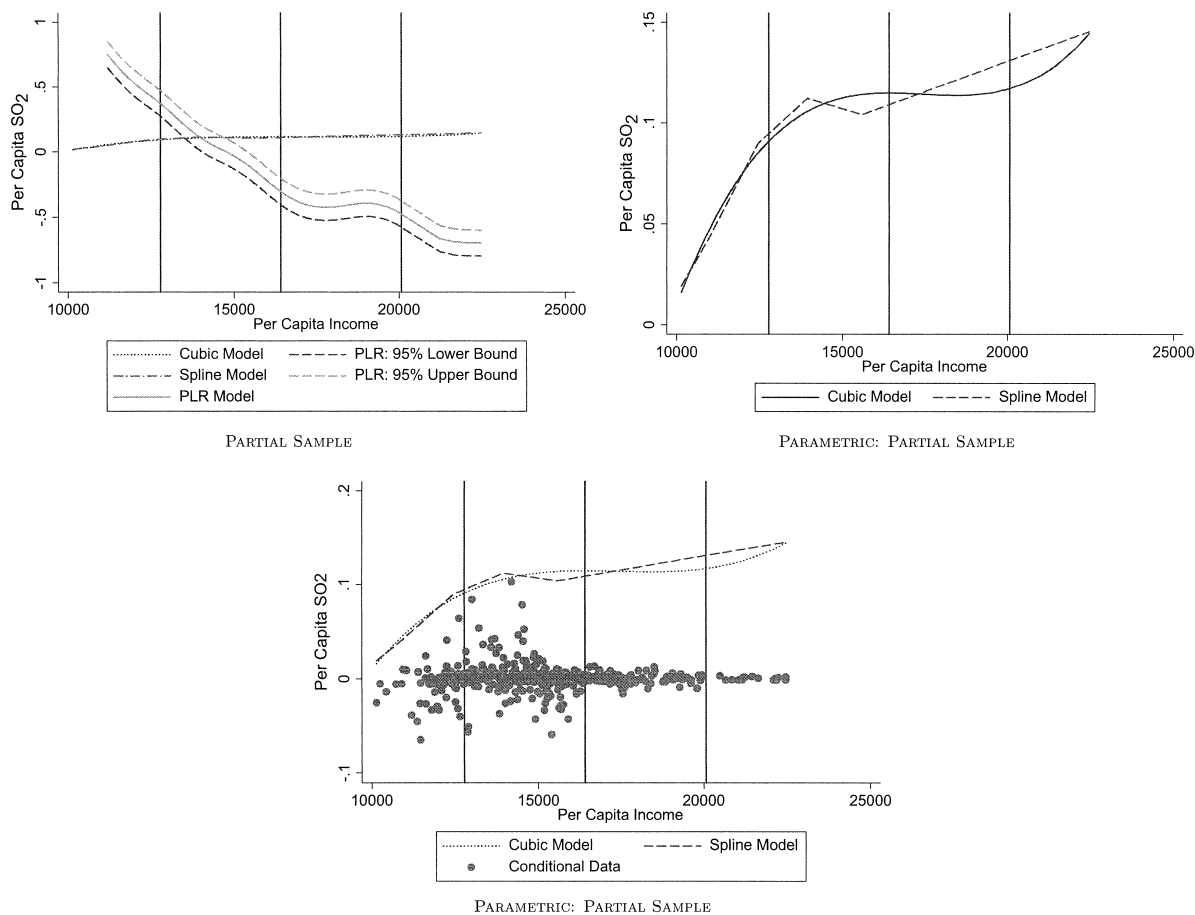 1
.5
0
-.5
-1
Per Capita SO2
10000 15000 20000 25000
Per Capita Income
Cubic Model PLR: 95% Lower Bound
Spline Model PLR: 95% Upper Bound
PLR Model
PARTIAL SAMPLE
.15
.1
.05
0
Per Capita SO2
10000 15000 20000 25000
Per Capita Income
Cubic Model Spline Model
PARAMETRIC: PARTIAL SAMPLE
.2
.1
0
-.1
Per Capita SO2
10000 15000 20000 25000
Per Capita Income
Cubic Model Spline Model
Conditional Data
PARAMETRIC: PARTIAL SAMPLE